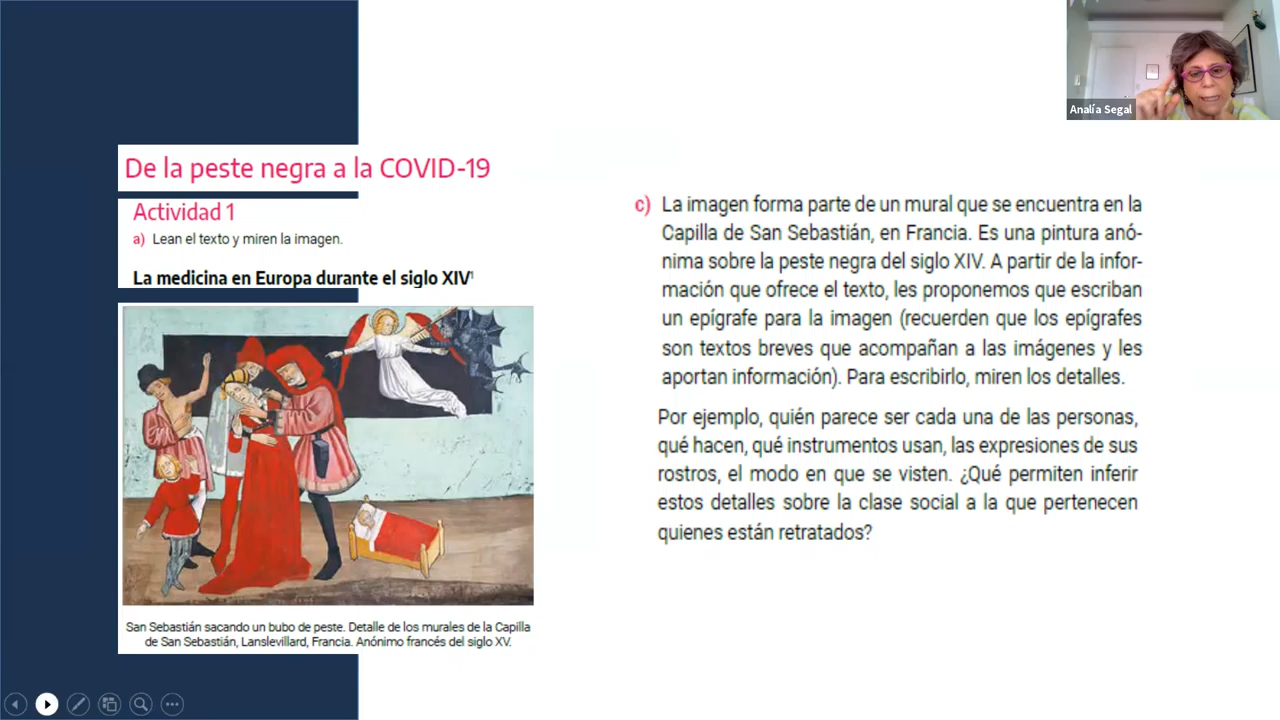 Analía Segal
De la peste negra a la COVID-19
Actividad 1
a) Lean el texto y miren la imagen.
La medicina en Europa durante el siglo XIV¹
San Sebastián sacando un bubo de peste. Detalle de los murales de la Capilla
de San Sebastián, Lanslevillard, Francia. Anónimo francés del siglo XV.
c) La imagen forma parte de un mural que se encuentra en la
Capilla de San Sebastián, en Francia. Es una pintura anó-
nima sobre la peste negra del siglo XIV. A partir de la infor-
mación que ofrece el texto, les proponemos que escriban
un epígrafe para la imagen (recuerden que los epígrafes
son textos breves que acompañan a las imágenes y les
aportan información). Para escribirlo, miren los detalles.
Por ejemplo, quién parece ser cada una de las personas,
qué hacen, qué instrumentos usan, las expresiones de sus
rostros, el modo en que se visten. ¿Qué permiten inferir
estos detalles sobre la clase social a la que pertenecen
quienes están retratados?